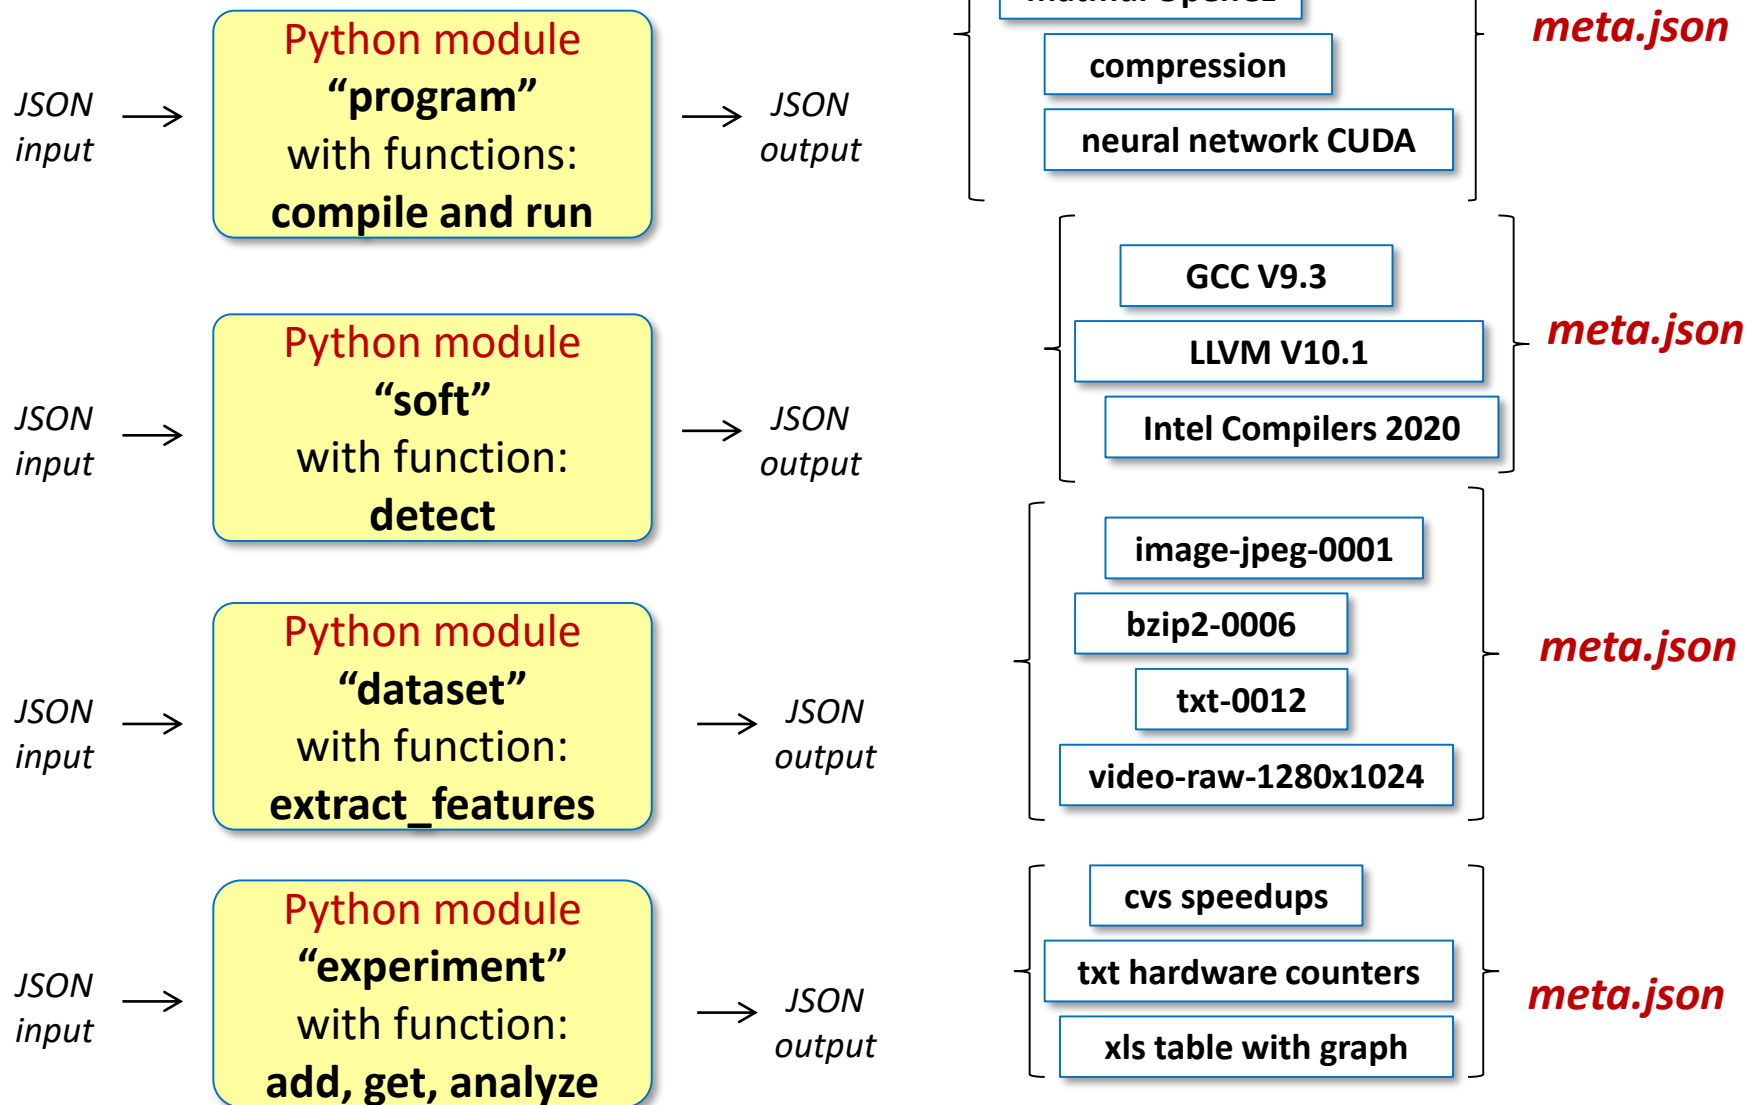 Python module
“program”
with functions:
compile and run
JSON
input
JSON
output
compression
neural network CUDA
meta.json
Python module
“soft”
with function:
detect
JSON
input
JSON
output
GCC V9.3
LLVM V10.1
Intel Compilers 2020
meta.json
Python module
“dataset”
with function:
extract_features
JSON
input
JSON
output
image-jpeg-0001
bzip2-0006
txt-0012
video-raw-1280x1024
meta.json
Python module
“experiment”
with function:
add, get, analyze
JSON
input
JSON
output
cvs speedups
txt hardware counters
xls table with graph
meta.json